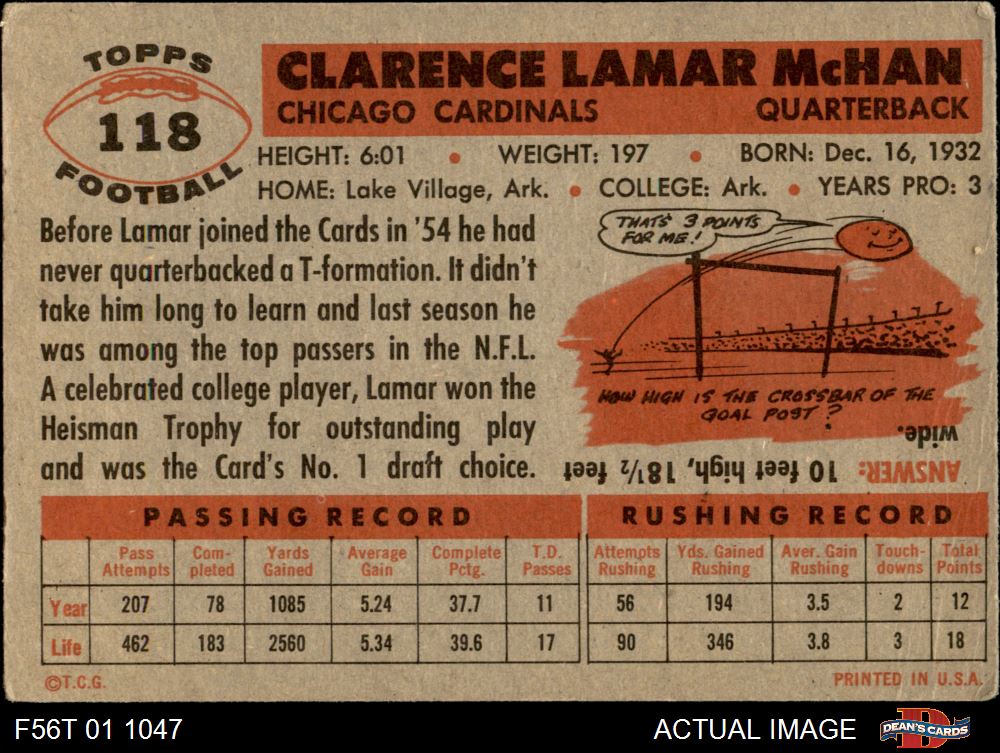 TOPPS
118
FOOTBALL
CLARENCE LAMAR McHAN
CHICAGO CARDINALS QUARTERBACK
HEIGHT: 6:01 • WEIGHT: 197 • BORN: Dec. 16, 1932
HOME: Lake Village, Ark. • COLLEGE: Ark. • YEARS PRO: 3
Before Lamar joined the Cards in '54 he had
never quarterbacked a T-formation. It didn't
take him long to learn and last season he
was among the top passers in the N.F.L.
A celebrated college player, Lamar won the
Heisman Trophy for outstanding play
and was the Card's No. 1 draft choice.
THAT'S 3 POINTS
FOR ME!
HOW HIGH IS THE CROSSBAR OF THE
GOAL POST?
ANSWER: 10 feet high, 18½ feet
wide.
PASSING RECORD
Pass Attempts Com-pleted Yards Gained Average Gain Complete Pctg. T.D. Passes
Year 207 78 1085 5.24 37.7 11
Life 462 183 2560 5.34 39.6 17
RUSHING RECORD
Attempts Rushing Yds. Gained Rushing Aver. Gain Rushing Touch-downs Total Points
56 194 3.5 2 12
90 346 3.8 3 18
©T.C.G. PRINTED IN U.S.A.
F56T 01 1047 ACTUAL IMAGE DEAN'S CARDS